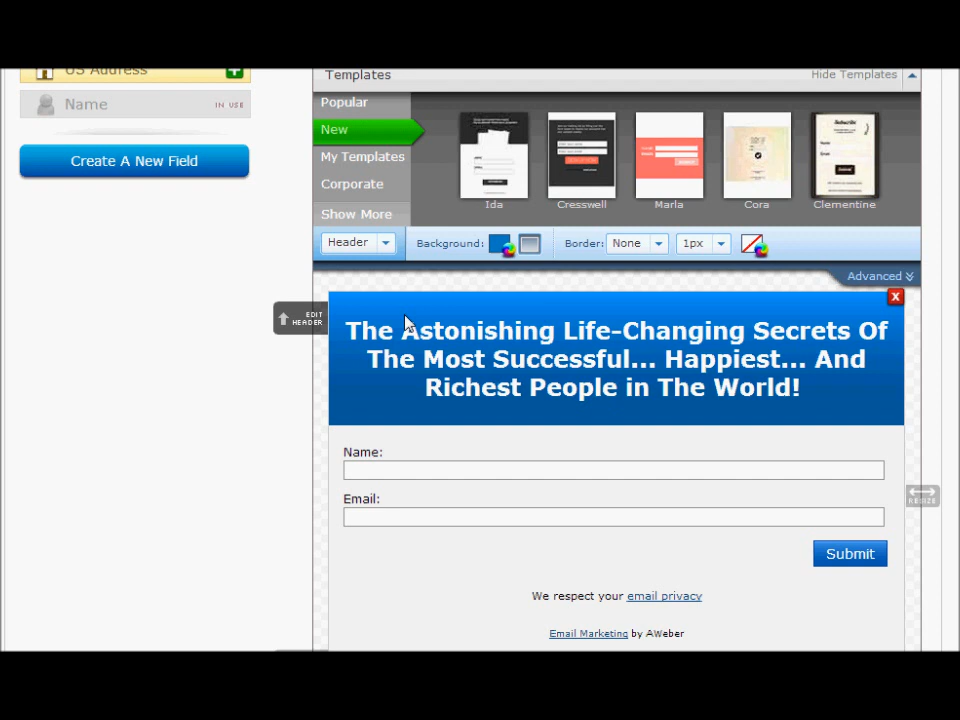 US Address
Name
IN USE
Create A New Field
Templates
Hide Templates
Popular
New
My Templates
Corporate
Show More
Ida
Cresswell
Marla
Cora
Subscribe
Clementine
Header
Background:
Border:
None
1px
Advanced
EDIT
HEADER
X
The Astonishing Life-Changing Secrets Of
The Most Successful... Happiest... And
Richest People in The World!
Name:
Email:
RESIZE
Submit
We respect your email privacy
Email Marketing by AWeber